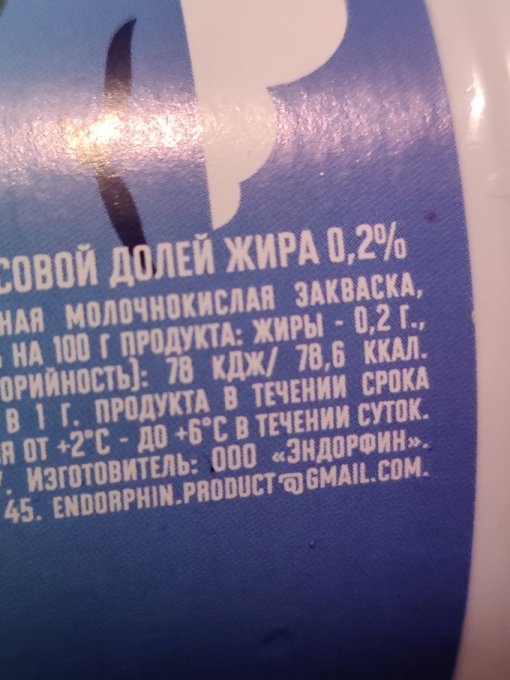 СОВОЙ ДОЛЕЙ ЖИРА 0,2%
НАЯ МОЛОЧНОКИСЛАЯ ЗАКВАСКА,
НА 100 Г ПРОДУКТА: ЖИРЫ - 0,2 Г.,
ОРИЙНОСТЬ): 78 КДЖ/ 78,6 ККАЛ.
В 1 Г. ПРОДУКТА В ТЕЧЕНИИ СРОКА
Я ОТ +2°С - ДО +6°С В ТЕЧЕНИИ СУТОК.
ИЗГОТОВИТЕЛЬ: ООО «ЭНДОРФИН».
45. ENDORPHIN.PRODUCT@GMAIL.COM.